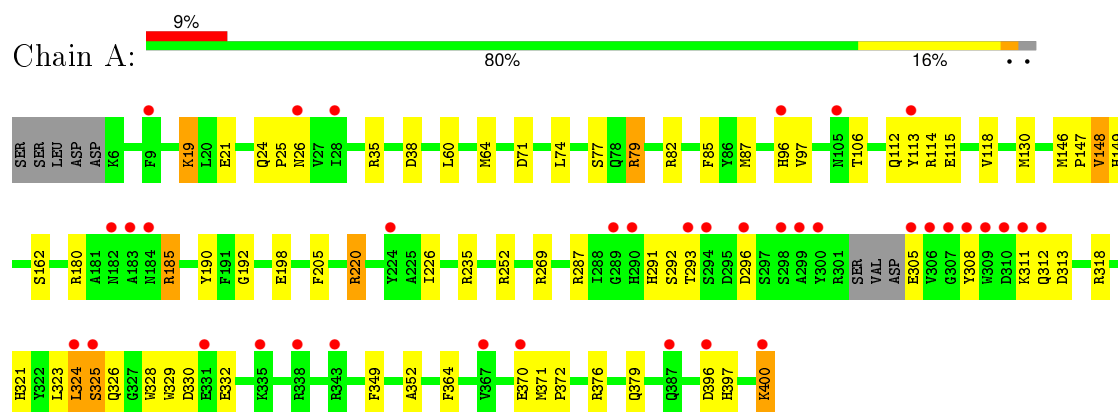 9%
Chain A:
80% 16% • •
SER SER LEU ASP ASP K6 F9 K19 L20 E21 Q24 P25 N26 V27 I28 R35 D38 L60 M64 D71 L74 S77 Q78 R79 R82 F85 Y86 M87 H96 V97 N105 T106 Q112 Y113 R114 E115 V118 M130 M146 P147 V148 H149
S162 R180 A181 N182 A183 N184 R185 Y190 F191 G192 E198 F205 R220 Y224 A225 I226 R235 R252 R269 R287 I288 G289 H290 H291 S292 T293 S294 D295 D296 S297 S298 A299 Y300 R301 SER VAL ASP E305 V306 G307 Y308 W309 D310 K311 Q312 D313 R318
H321 Y322 L323 L324 S325 Q326 G327 W328 W329 D330 E331 E332 K335 R338 R343 F349 A352 F364 V367 E370 M371 P372 R376 Q379 Q387 D396 H397 K400